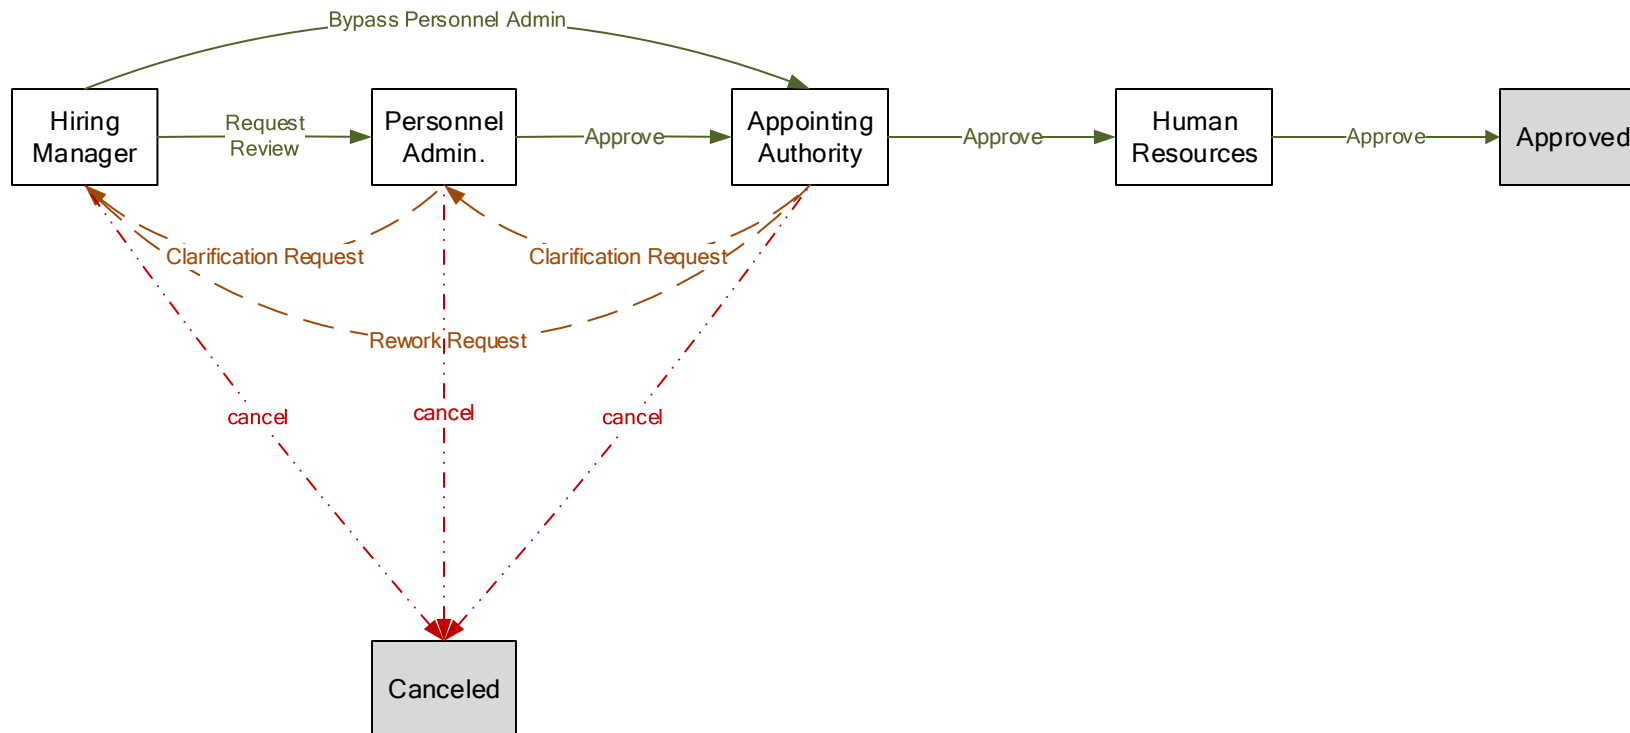 Bypass Personnel Admin
Hiring
Manager
Request
Review
Personnel
Admin.
Approve
Appointing
Authority
Approve
Human
Resources
Approve
Approved
Clarification Request
Clarification Request
Rework Request
cancel
cancel
cancel
Canceled